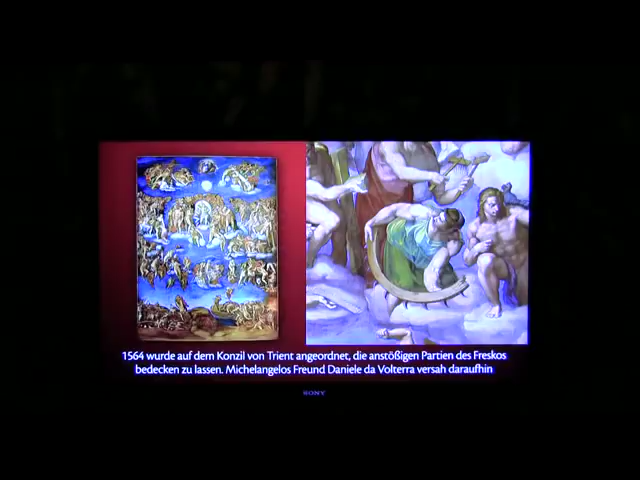 1564 wurde auf dem Konzil von Trient angeordnet, die anstößigen Partien des Freskos
bedecken zu lassen. Michelangelos Freund Daniele da Volterra versah daraufhin
SONY